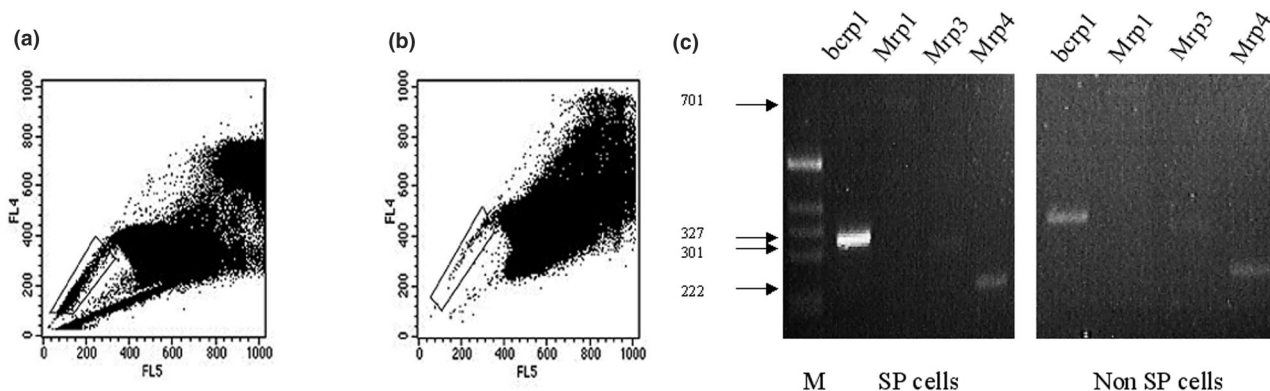 (a)
1000
800
600
400
200
0
FL4
0 200 400 600 800 1000
FL5
(b)
1000
800
600
400
200
0
FL4
0 200 400 600 800 1000
FL5
(c)
bcrp1 Mrp1 Mrp3 Mrp4
bcrp1 Mrp1 Mrp3 Mrp4
701
327
301
222
M SP cells
Non SP cells